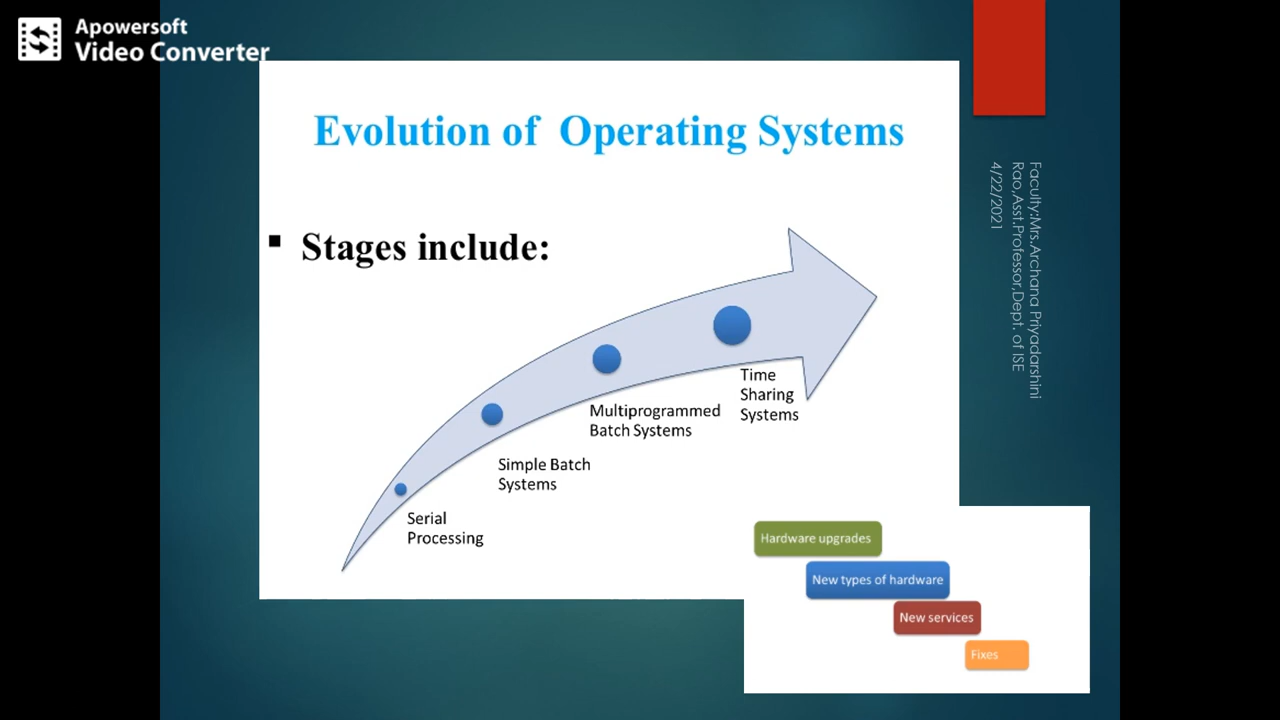 Apowersoft
Video Converter
Evolution of Operating Systems
Stages include:
Time
Sharing
Systems
Multiprogrammed
Batch Systems
Simple Batch
Systems
Serial
Processing
Hardware upgrades
New types of hardware
New services
Fixes
Faculty:Mrs.Archana Priyadarshini
Rao,Asst.Professor,Dept. of ISE
4/22/2021